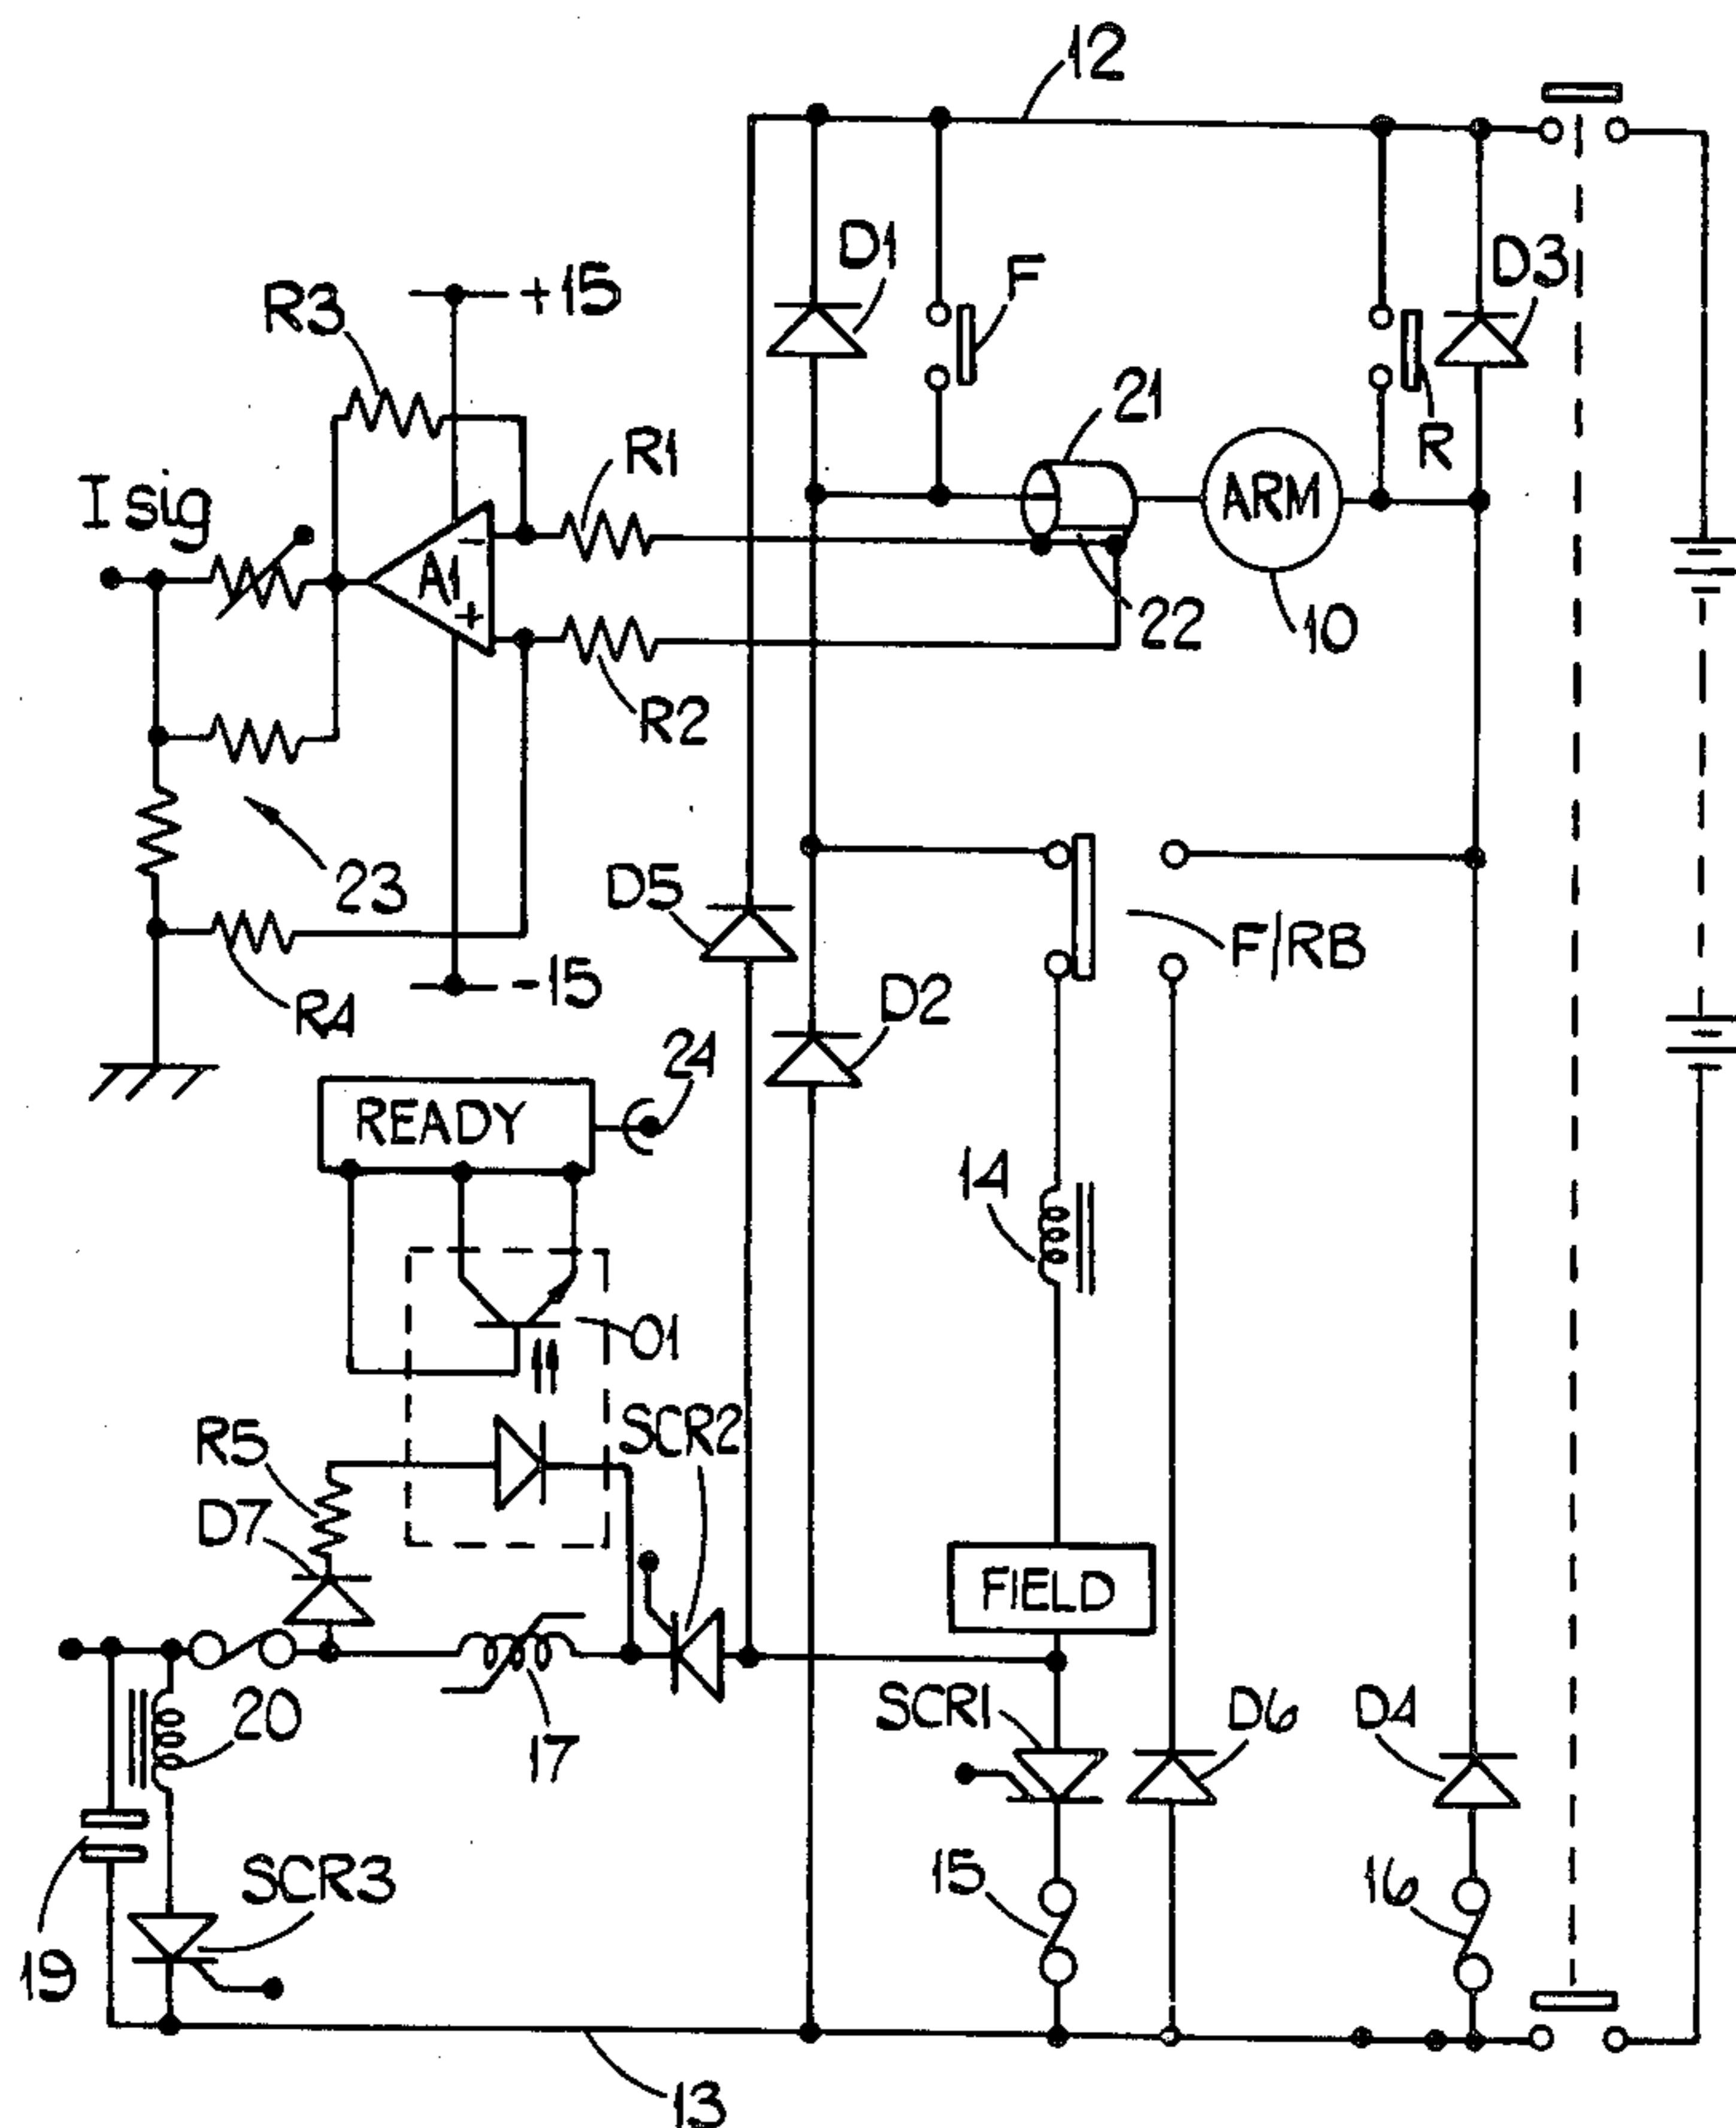 12
D1
F
D3
R3
+15
21
R1
R
I sig
ARM
-
A1
+
22
10
R2
D5
23
F/RB
D2
R4
-15
24
READY
14
O1
SCR2
R5
D7
FIELD
20
SCR1
D6
D4
17
15
16
SCR3
19
13